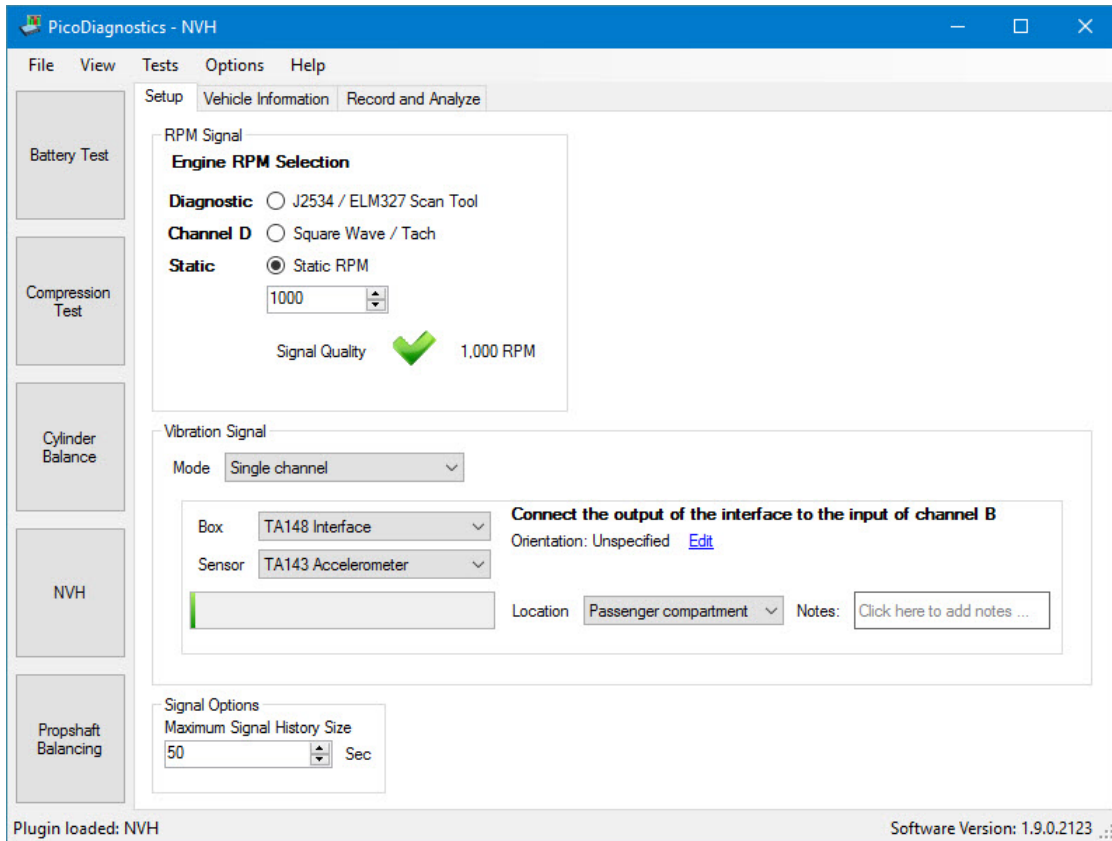 PicoDiagnostics - NVH
File View Tests Options Help
Setup Vehicle Information Record and Analyze
Battery Test
Compression
Test
Cylinder
Balance
NVH
Propshaft
Balancing
RPM Signal
Engine RPM Selection
Diagnostic J2534 / ELM327 Scan Tool
Channel D Square Wave / Tach
Static Static RPM
1000
Signal Quality 1,000 RPM
Vibration Signal
Mode Single channel
Box TA148 Interface
Sensor TA143 Accelerometer
Connect the output of the interface to the input of channel B
Orientation: Unspecified Edit
Location Passenger compartment Notes: Click here to add notes ...
Signal Options
Maximum Signal History Size
50 Sec
Plugin loaded: NVH Software Version: 1.9.0.2123